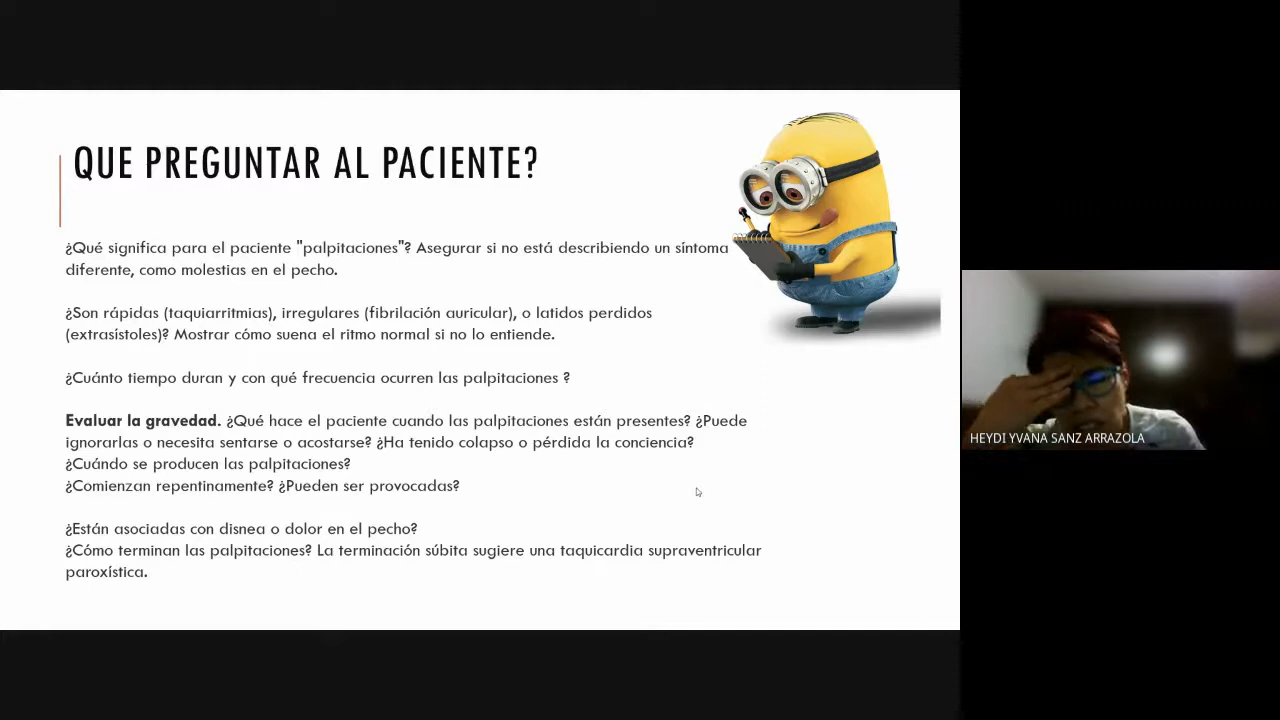 QUE PREGUNTAR AL PACIENTE?
¿Qué significa para el paciente "palpitaciones"? Asegurar si no está describiendo un síntoma
diferente, como molestias en el pecho.
¿Son rápidas (taquiarritmias), irregulares (fibrilación auricular), o latidos perdidos
(extrasístoles)? Mostrar cómo suena el ritmo normal si no lo entiende.
¿Cuánto tiempo duran y con qué frecuencia ocurren las palpitaciones ?
Evaluar la gravedad. ¿Qué hace el paciente cuando las palpitaciones están presentes? ¿Puede
ignorarlas o necesita sentarse o acostarse? ¿Ha tenido colapso o pérdida la conciencia?
¿Cuándo se producen las palpitaciones?
¿Comienzan repentinamente? ¿Pueden ser provocadas?
¿Están asociadas con disnea o dolor en el pecho?
¿Cómo terminan las palpitaciones? La terminación súbita sugiere una taquicardia supraventricular
paroxística.
HEYDI YVANA SANZ ARRAZOLA